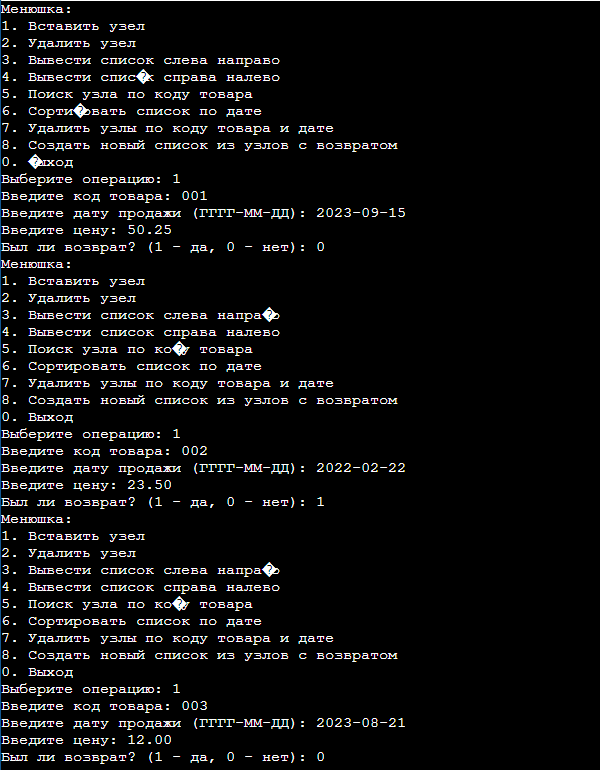 Менюшка:
1. Вставить узел
2. Удалить узел
3. Вывести список слева направо
4. Вывести спис�к справа налево
5. Поиск узла по коду товара
6. Сорти�овать список по дате
7. Удалить узлы по коду товара и дате
8. Создать новый список из узлов с возвратом
0. �ыход
Выберите операцию: 1
Введите код товара: 001
Введите дату продажи (ГГГГ-ММ-ДД): 2023-09-15
Введите цену: 50.25
Был ли возврат? (1 - да, 0 - нет): 0
Менюшка:
1. Вставить узел
2. Удалить узел
3. Вывести список слева напра�о
4. Вывести список справа налево
5. Поиск узла по ко�у товара
6. Сортировать список по дате
7. Удалить узлы по коду товара и дате
8. Создать новый список из узлов с возвратом
0. Выход
Выберите операцию: 1
Введите код товара: 002
Введите дату продажи (ГГГГ-ММ-ДД): 2022-02-22
Введите цену: 23.50
Был ли возврат? (1 - да, 0 - нет): 1
Менюшка:
1. Вставить узел
2. Удалить узел
3. Вывести список слева напра�о
4. Вывести список справа налево
5. Поиск узла по ко�у товара
6. Сортировать список по дате
7. Удалить узлы по коду товара и дате
8. Создать новый список из узлов с возвратом
0. Выход
Выберите операцию: 1
Введите код товара: 003
Введите дату продажи (ГГГГ-ММ-ДД): 2023-08-21
Введите цену: 12.00
Был ли возврат? (1 - да, 0 - нет): 0